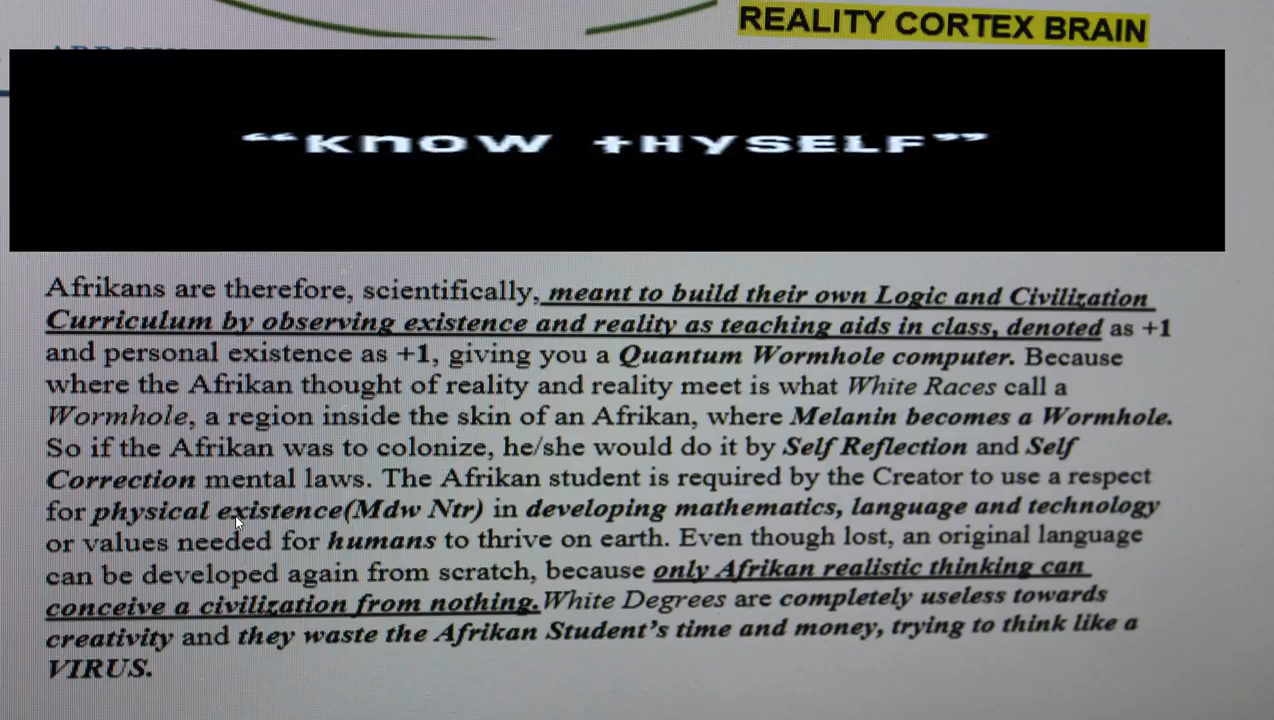 REALITY CORTEX BRAIN
“KNOW THYSELF”
Afrikans are therefore, scientifically, meant to build their own Logic and Civilization
Curriculum by observing existence and reality as teaching aids in class, denoted as +1
and personal existence as +1, giving you a Quantum Wormhole computer. Because
where the Afrikan thought of reality and reality meet is what White Races call a
Wormhole, a region inside the skin of an Afrikan, where Melanin becomes a Wormhole.
So if the Afrikan was to colonize, he/she would do it by Self Reflection and Self
Correction mental laws. The Afrikan student is required by the Creator to use a respect
for physical existence(Mdw Ntr) in developing mathematics, language and technology
or values needed for humans to thrive on earth. Even though lost, an original language
can be developed again from scratch, because only Afrikan realistic thinking can
conceive a civilization from nothing.White Degrees are completely useless towards
creativity and they waste the Afrikan Student’s time and money, trying to think like a
VIRUS.